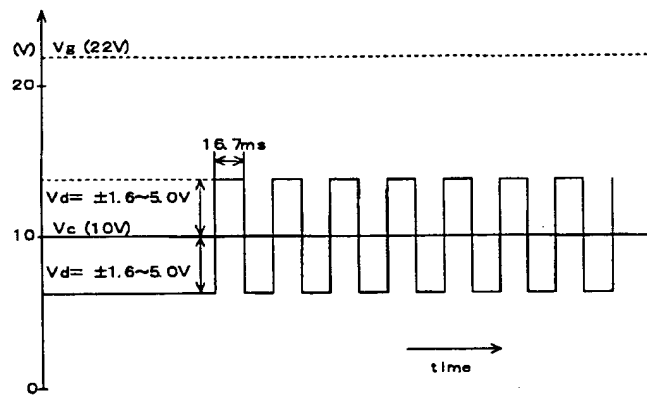 (V)
Vg (22V)
20
16.7ms
Vd= ±1.6~5.0V
Vc (10V)
10
Vd= ±1.6~5.0V
time
0